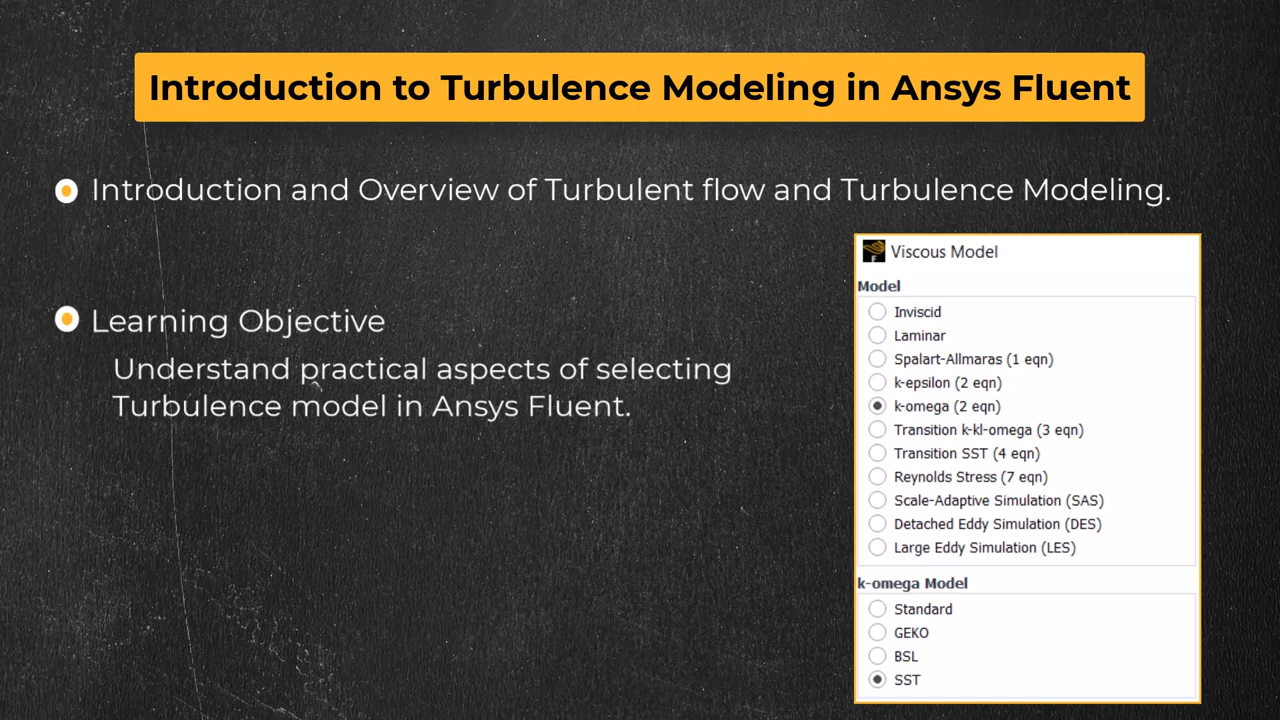 Introduction to Turbulence Modeling in Ansys Fluent
Introduction and Overview of Turbulent flow and Turbulence Modeling.
Learning Objective
Understand practical aspects of selecting
Turbulence model in Ansys Fluent.
F
Viscous Model
Model
Inviscid
Laminar
Spalart-Allmaras (1 eqn)
k-epsilon (2 eqn)
k-omega (2 eqn)
Transition k-kl-omega (3 eqn)
Transition SST (4 eqn)
Reynolds Stress (7 eqn)
Scale-Adaptive Simulation (SAS)
Detached Eddy Simulation (DES)
Large Eddy Simulation (LES)
k-omega Model
Standard
GEKO
BSL
SST